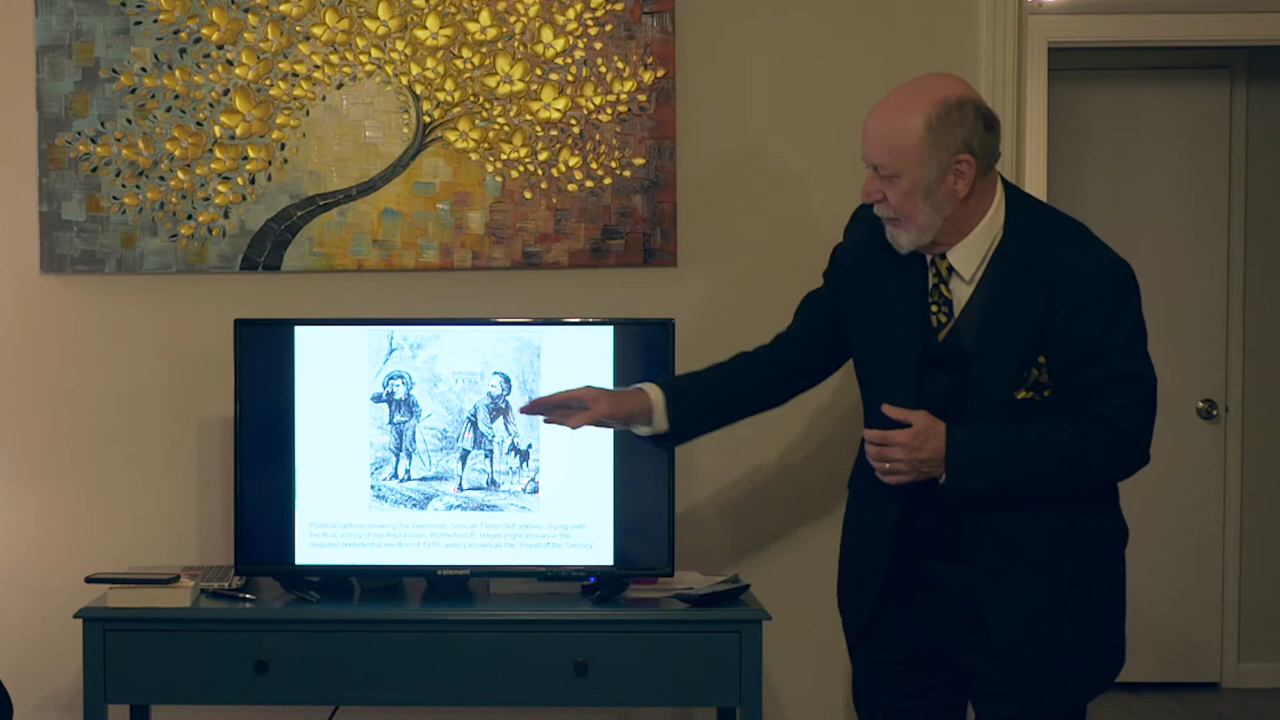 Political cartoon showing the Democrat, Samuel Tilden (left above), crying over
the final victory of the Republican, Rutherford B. Hayes (right above) in the
disputed presidential election of 1876, widely known as the "Fraud of the Century"
element